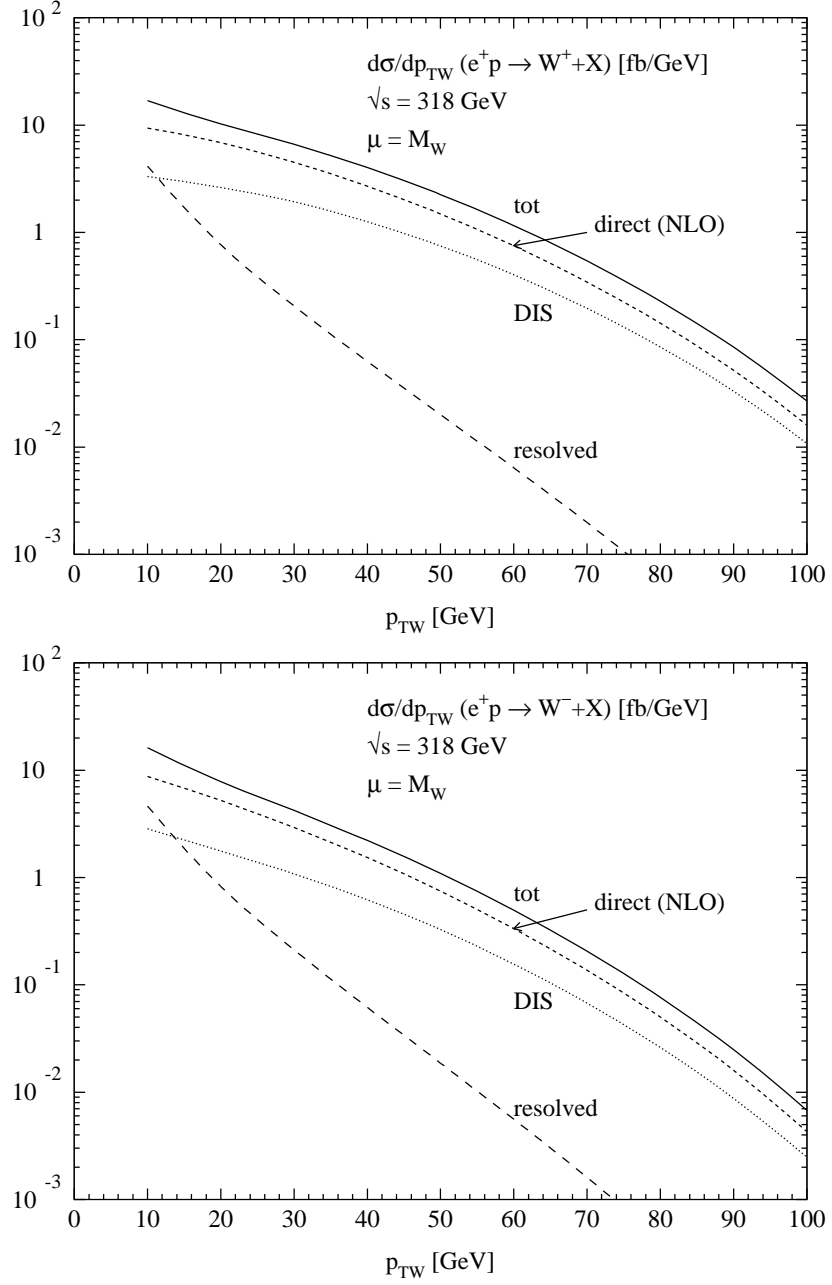 10²
dσ/dp_TW (e⁺p → W⁺+X) [fb/GeV]
√s = 318 GeV
10
μ = M_W
tot
direct (NLO)
1
DIS
10⁻¹
resolved
10⁻²
10⁻³
0 10 20 30 40 50 60 70 80 90 100
p_TW [GeV]
10²
dσ/dp_TW (e⁺p → W⁻+X) [fb/GeV]
√s = 318 GeV
10
μ = M_W
tot
1
direct (NLO)
10⁻¹
DIS
10⁻²
resolved
10⁻³
0 10 20 30 40 50 60 70 80 90 100
p_TW [GeV]